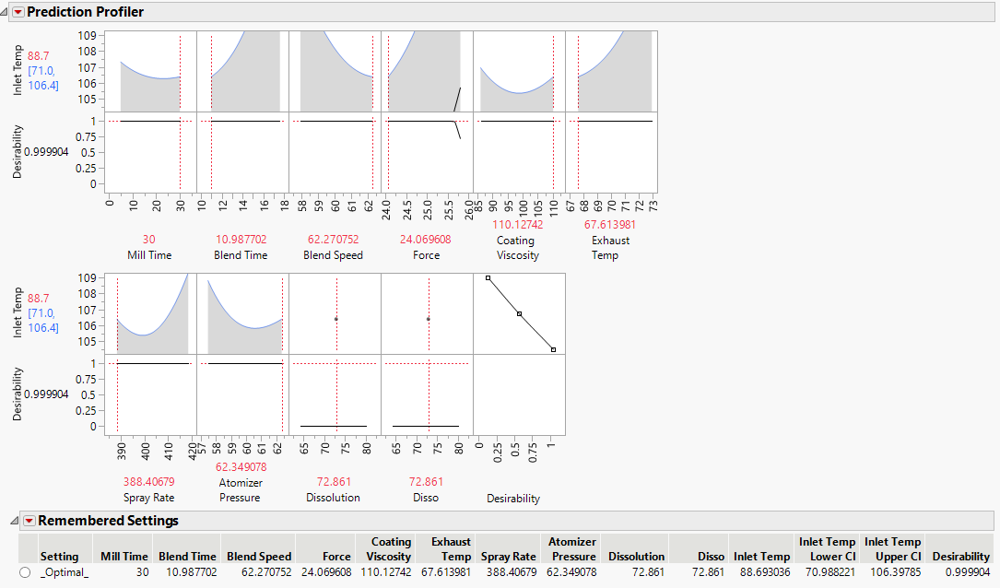 Prediction Profiler
Inlet Temp
88.7
[71.0,
106.4]
109
108
107
106
105
Desirability
0.999904
1
0.75
0.5
0.25
0
0 10 20 30 10 12 14 16 18 58 59 60 61 62 24.0 24.5 25.0 25.5 26.0 85 90 95 100 105 110 67 68 69 70 71 72 73
30 10.987702 62.270752 24.069608 110.12742 67.613981
Mill Time Blend Time Blend Speed Force Coating Viscosity Exhaust Temp
Inlet Temp
88.7
[71.0,
106.4]
109
108
107
106
105
Desirability
0.999904
1
0.75
0.5
0.25
0
390 400 410 420 57 58 59 60 61 62 65 70 75 80 65 70 75 80 0 0.25 0.5 0.75 1
388.40679 62.349078 72.861 72.861
Spray Rate Atomizer Pressure Dissolution Disso Desirability
Remembered Settings
Setting Mill Time Blend Time Blend Speed Force Coating Viscosity Exhaust Temp Spray Rate Atomizer Pressure Dissolution Disso Inlet Temp Inlet Temp Lower CI Inlet Temp Upper CI Desirability
_Optimal_ 30 10.987702 62.270752 24.069608 110.12742 67.613981 388.40679 62.349078 72.861 72.861 88.693036 70.988221 106.39785 0.999904